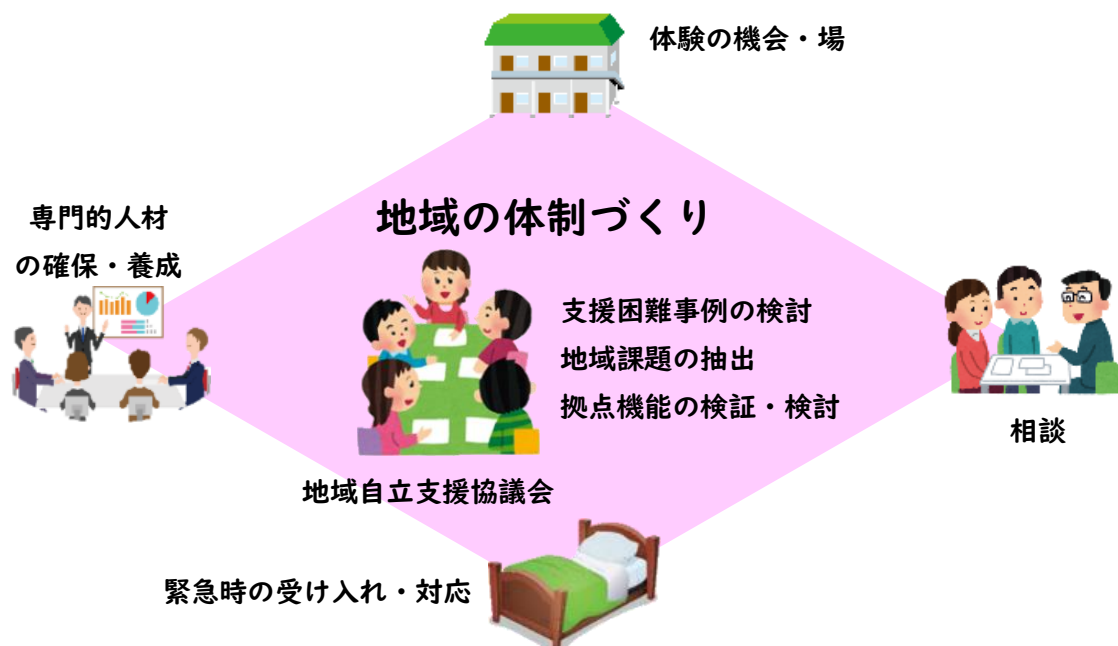 体験の機会・場
専門的人材
の確保・養成
地域の体制づくり
支援困難事例の検討
地域課題の抽出
拠点機能の検証・検討
相談
地域自立支援協議会
緊急時の受け入れ・対応